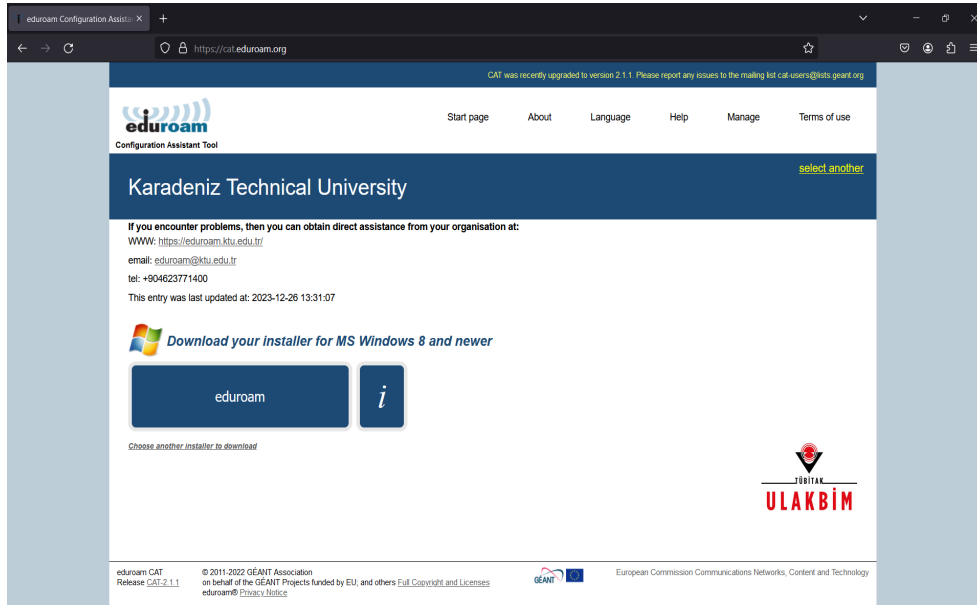 eduroam Configuration Assista
https://cat.eduroam.org
CAT was recently upgraded to version 2.1.1. Please report any issues to the mailing list cat-users@lists.geant.org
eduroam
Configuration Assistant Tool
Start page About Language Help Manage Terms of use
select another
Karadeniz Technical University
If you encounter problems, then you can obtain direct assistance from your organisation at:
WWW: https://eduroam.ktu.edu.tr/
email: eduroam@ktu.edu.tr
tel: +904623771400
This entry was last updated at: 2023-12-26 13:31:07
Download your installer for MS Windows 8 and newer
eduroam i
Choose another installer to download
TÜBİTAK
ULAKBİM
eduroam CAT
Release CAT-2.1.1
© 2011-2022 GÉANT Association
on behalf of the GÉANT Projects funded by EU; and others Full Copyright and Licenses
eduroam® Privacy Notice
GÉANT
European Commission Communications Networks, Content and Technology